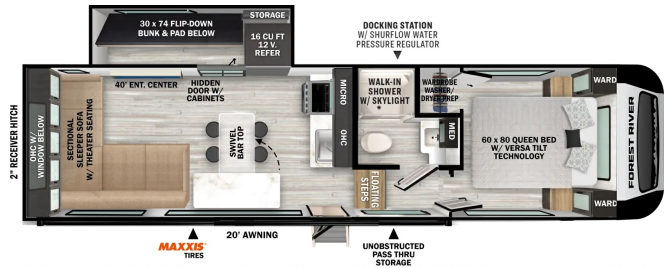 STORAGE
30 x 74 FLIP-DOWN
BUNK & PAD BELOW
16 CU FT
12 V.
REFER
DOCKING STATION
W/ SHURFLOW WATER
PRESSURE REGULATOR
40' ENT. CENTER
HIDDEN
DOOR W/
CABINETS
MICRO
OHC
WALK-IN
SHOWER
W/ SKYLIGHT
WARDROBE
WASHER/
DRYER PREP
WARD
2" RECEIVER HITCH
OHC W/
WINDOW BELOW
SECTIONAL
SLEEPER SOFA
W/ THEATER SEATING
SWIVEL
BAR TOP
MED
60 x 80 QUEEN BED
W/ VERSA TILT
TECHNOLOGY
FOREST RIVER
FLOATING
STEPS
WARD
MAXXIS
TIRES
20' AWNING
UNOBSTRUCTED
PASS THRU
STORAGE